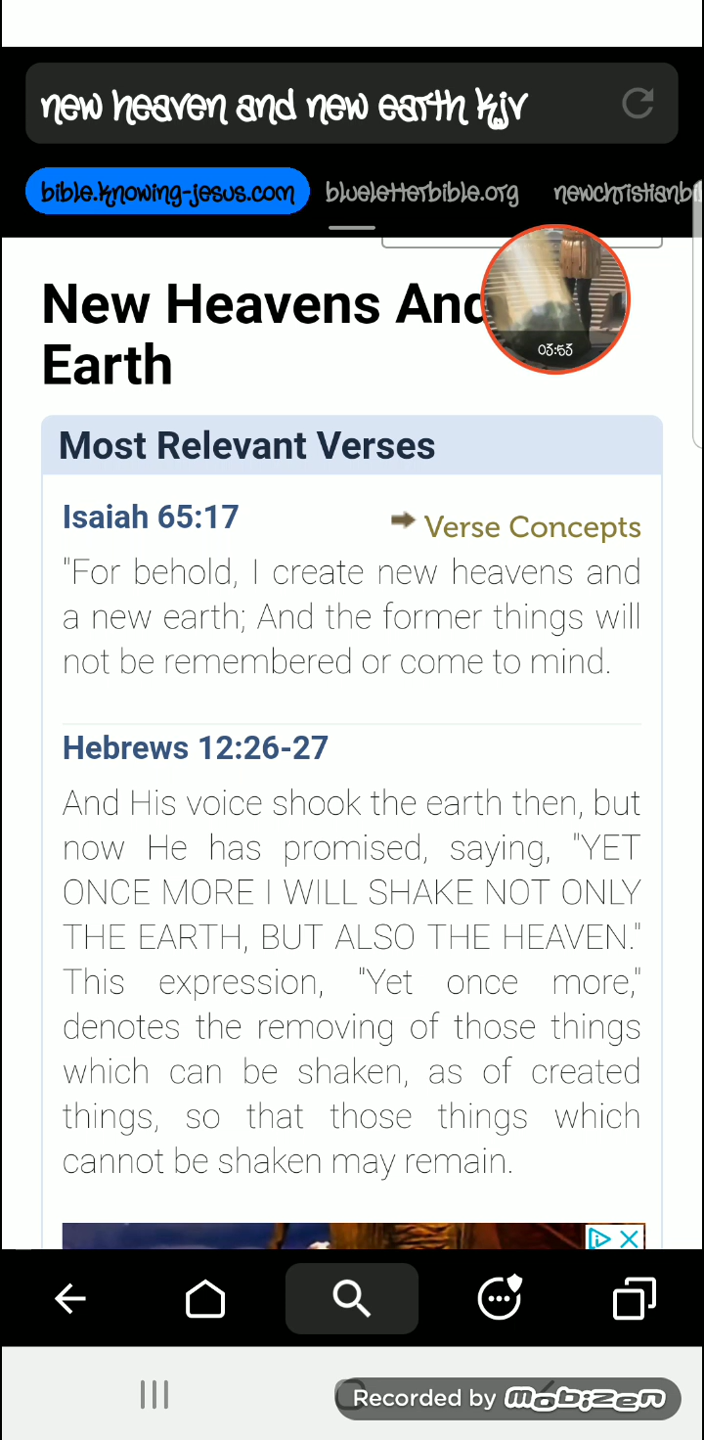 new heaven and new earth kjv
bible.knowing-jesus.com blueletterbible.org newchristianbi
New Heavens And
03:53
Earth
Most Relevant Verses
Isaiah 65:17
Verse Concepts
"For behold, I create new heavens and
a new earth; And the former things will
not be remembered or come to mind.
Hebrews 12:26-27
And His voice shook the earth then, but
now He has promised, saying, "YET
ONCE MORE I WILL SHAKE NOT ONLY
THE EARTH, BUT ALSO THE HEAVEN."
This expression, "Yet once more,"
denotes the removing of those things
which can be shaken, as of created
things, so that those things which
cannot be shaken may remain.
Recorded by mobizen